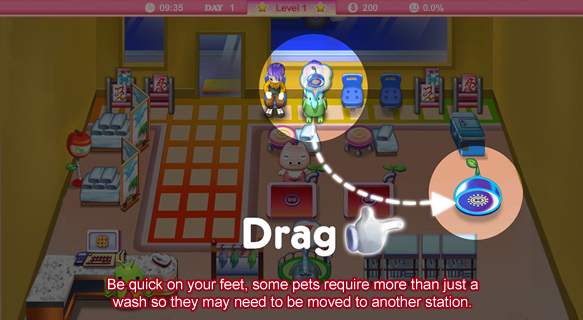 09:35 DAY 1 Level 1 200 0.0%
Drag
Be quick on your feet, some pets require more than just a
wash so they may need to be moved to another station.